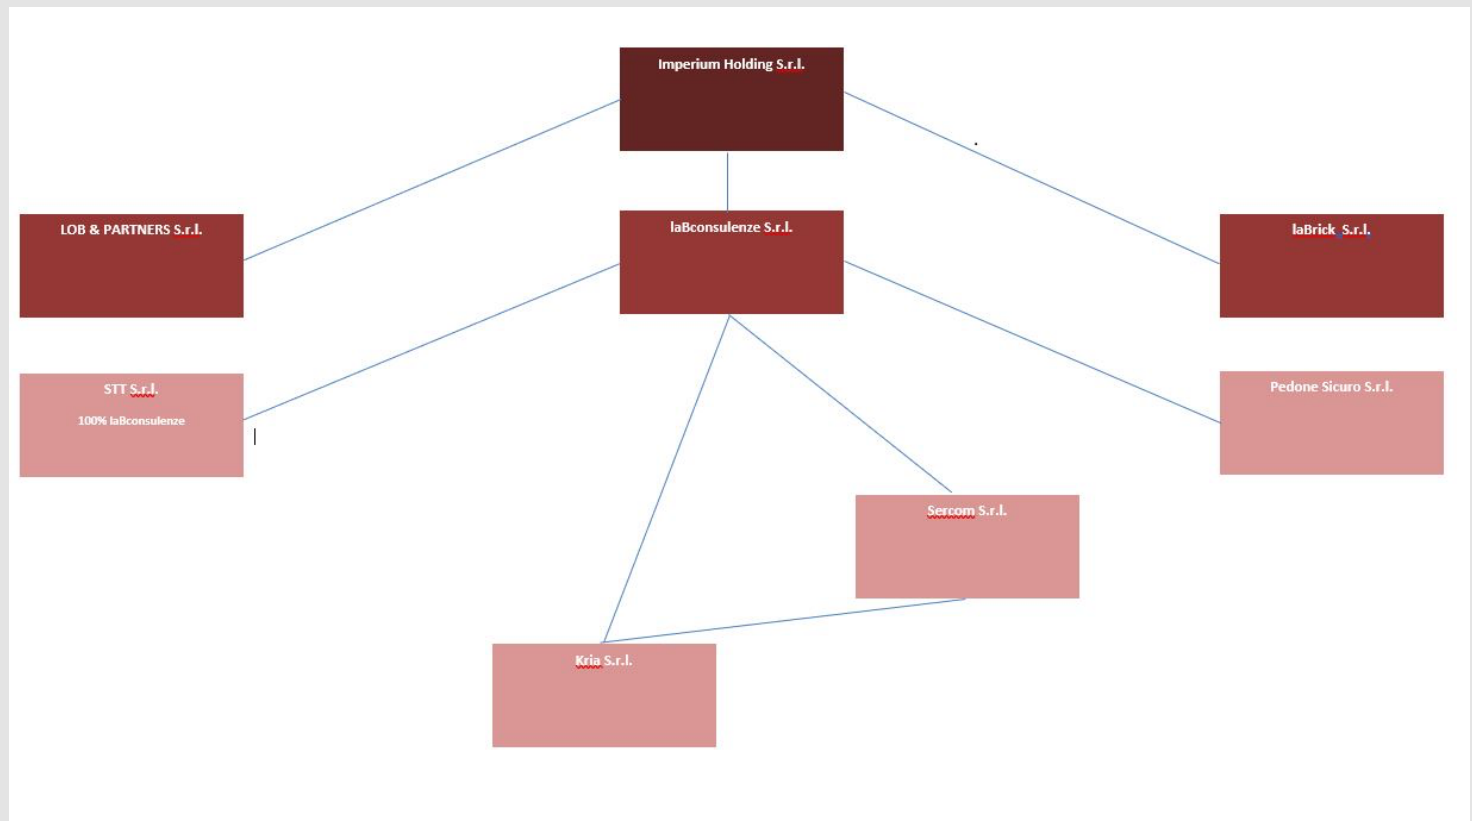 Imperium Holding S.r.l.
LOB & PARTNERS S.r.l.
laBconsulenze S.r.l.
laBrick  S.r.l.
STT S.r.l.
100% laBconsulenze
Pedone Sicuro S.r.l.
Sercom S.r.l.
Kria S.r.l.